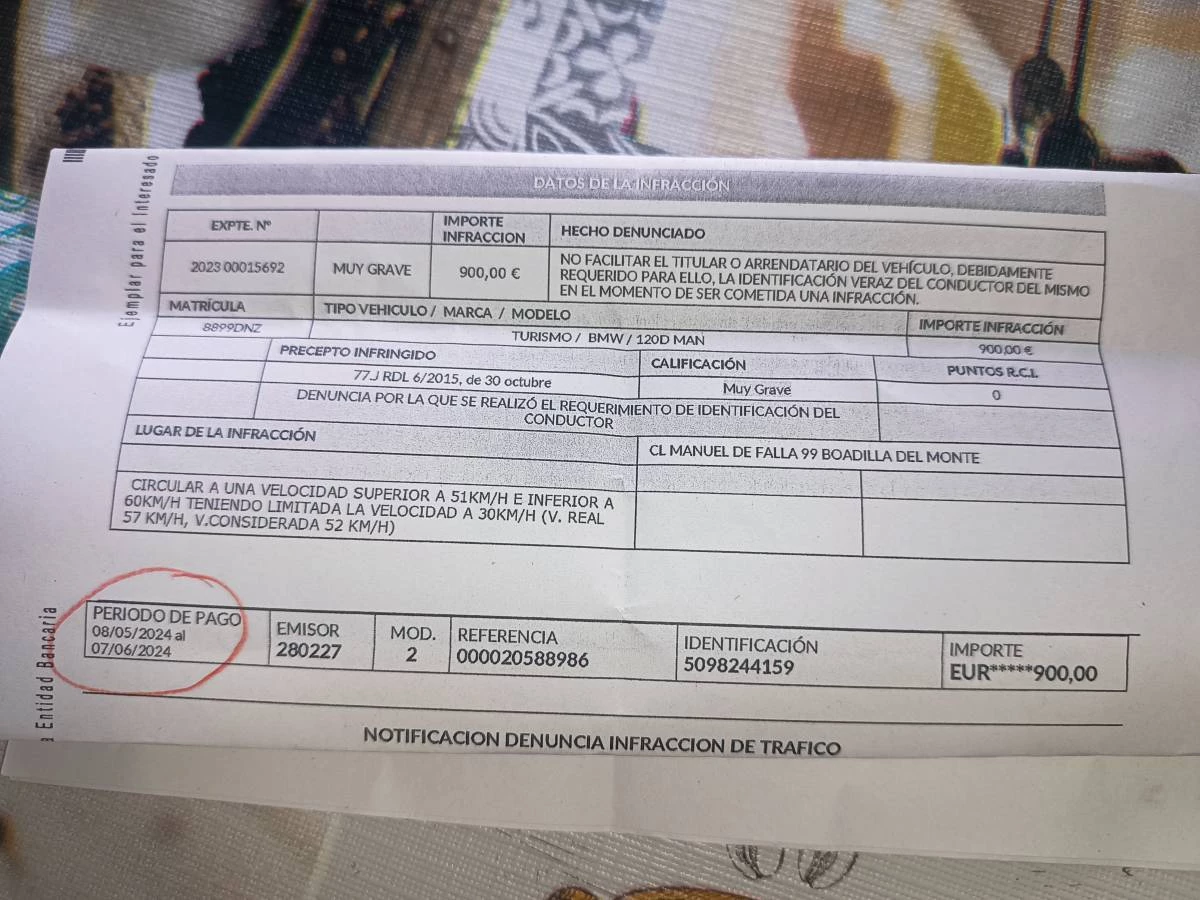 Ejemplar para el Interesado
DATOS DE LA INFRACCIÓN
EXPTE. Nº
IMPORTE
INFRACCION
HECHO DENUNCIADO
2023 00015692
MUY GRAVE
900,00 €
NO FACILITAR EL TITULAR O ARRENDATARIO DEL VEHÍCULO, DEBIDAMENTE
REQUERIDO PARA ELLO, LA IDENTIFICACIÓN VERAZ DEL CONDUCTOR DEL MISMO
EN EL MOMENTO DE SER COMETIDA UNA INFRACCIÓN.
MATRÍCULA
TIPO VEHICULO / MARCA / MODELO
IMPORTE INFRACCIÓN
8899DNZ
TURISMO / BMW / 120D MAN
900,00 €
PRECEPTO INFRINGIDO
CALIFICACIÓN
PUNTOS R.C.I.
77.J RDL 6/2015, de 30 octubre
Muy Grave
0
DENUNCIA POR LA QUE SE REALIZÓ EL REQUERIMIENTO DE IDENTIFICACIÓN DEL
CONDUCTOR
LUGAR DE LA INFRACCIÓN
CL MANUEL DE FALLA 99 BOADILLA DEL MONTE
CIRCULAR A UNA VELOCIDAD SUPERIOR A 51KM/H E INFERIOR A
60KM/H TENIENDO LIMITADA LA VELOCIDAD A 30KM/H (V. REAL
57 KM/H, V.CONSIDERADA 52 KM/H)
a Entidad Bancaria
PERIODO DE PAGO
08/05/2024 al
07/06/2024
EMISOR
280227
MOD.
2
REFERENCIA
000020588986
IDENTIFICACIÓN
5098244159
IMPORTE
EUR*****900,00
NOTIFICACION DENUNCIA INFRACCION DE TRAFICO